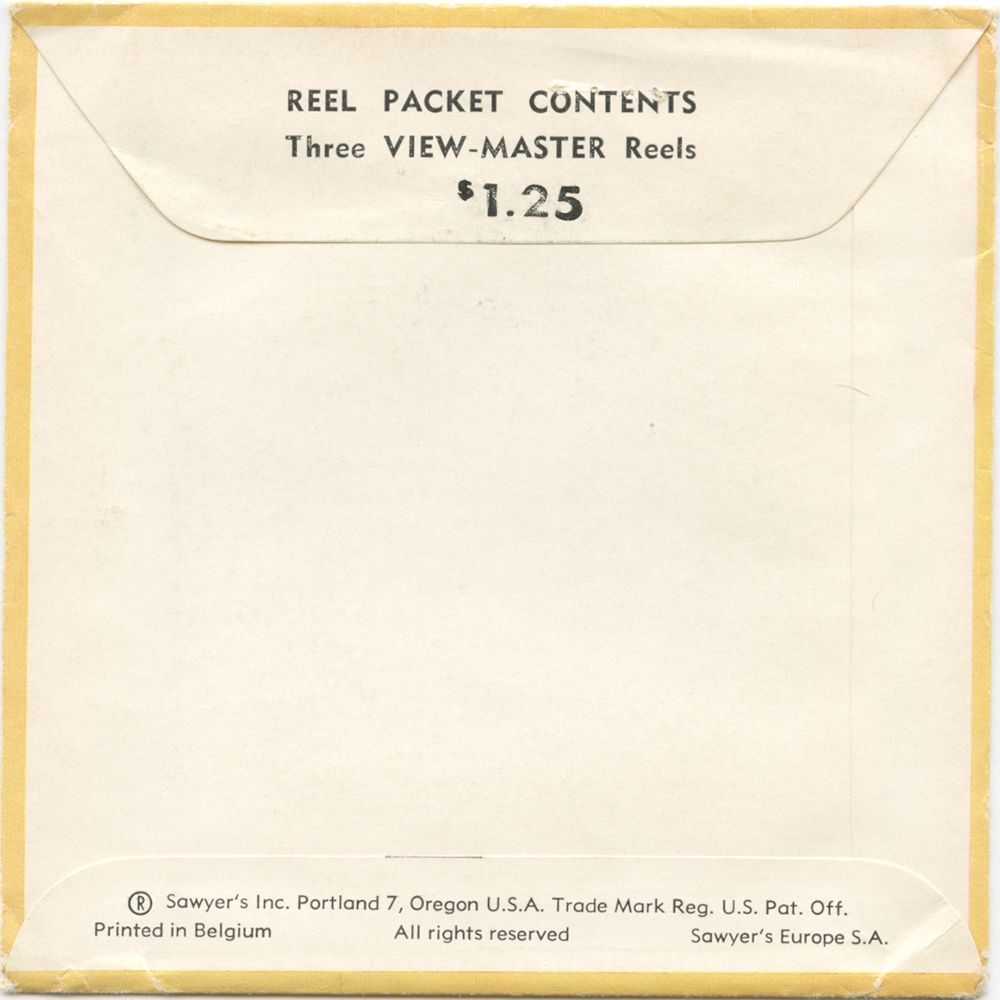 REEL PACKET CONTENTS
Three VIEW-MASTER Reels
$1.25
® Sawyer's Inc. Portland 7, Oregon U.S.A. Trade Mark Reg. U.S. Pat. Off.
Printed in Belgium All rights reserved Sawyer's Europe S.A.